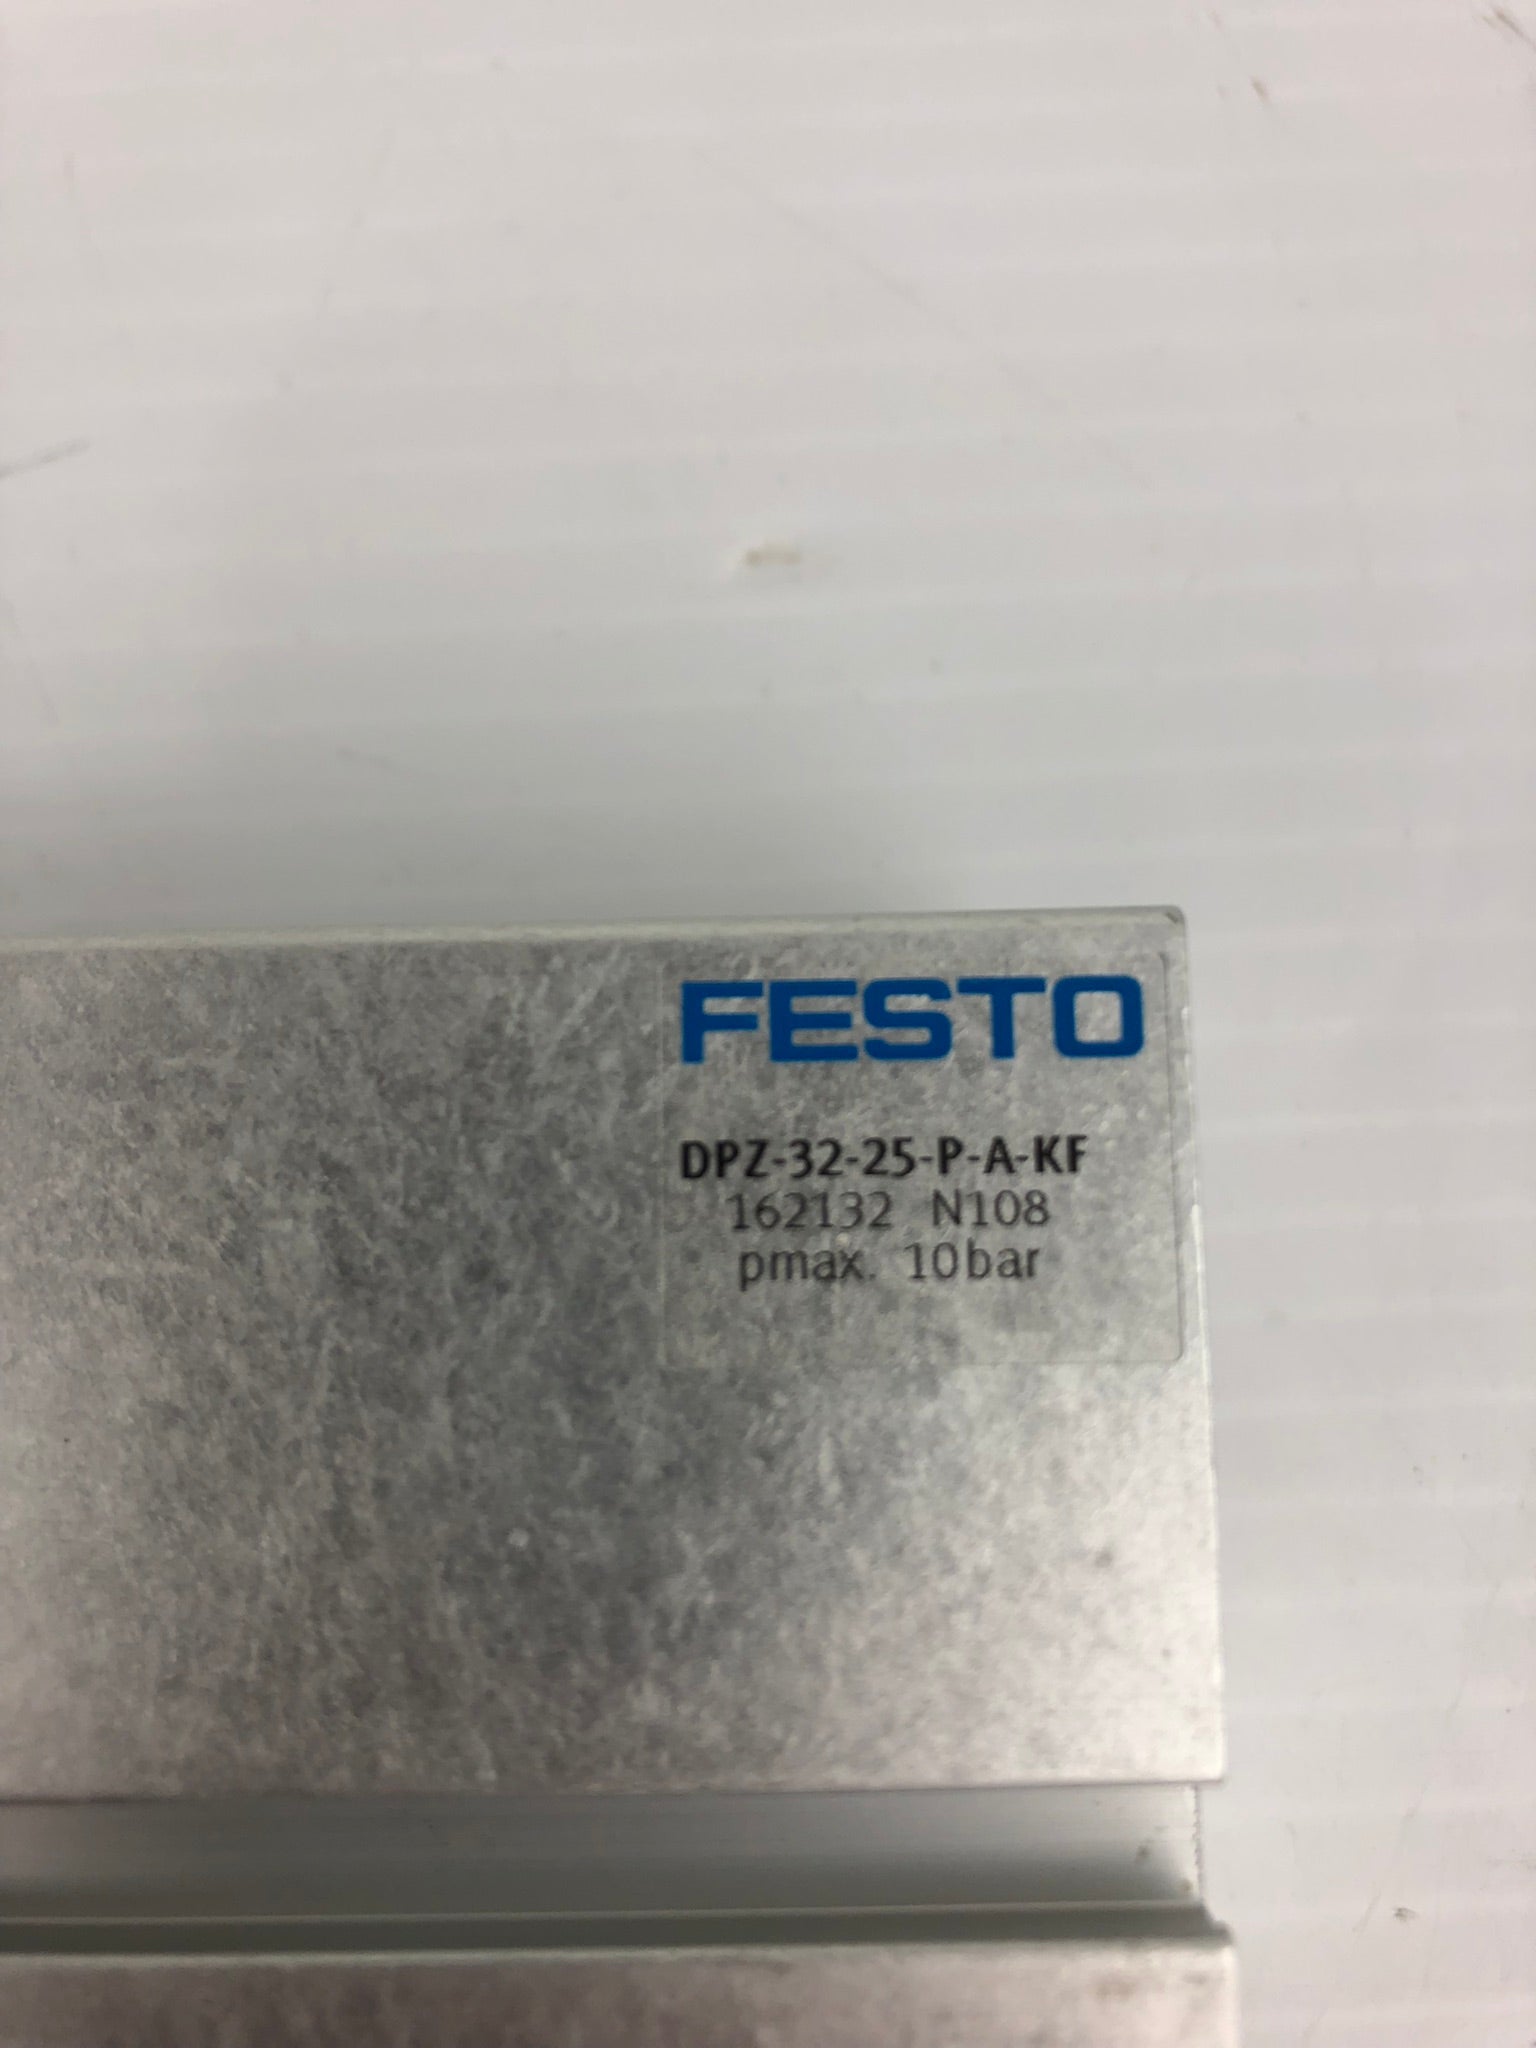 FESTO
DPZ-32-25-P-A-KF
162132 N108
pmax. 10bar